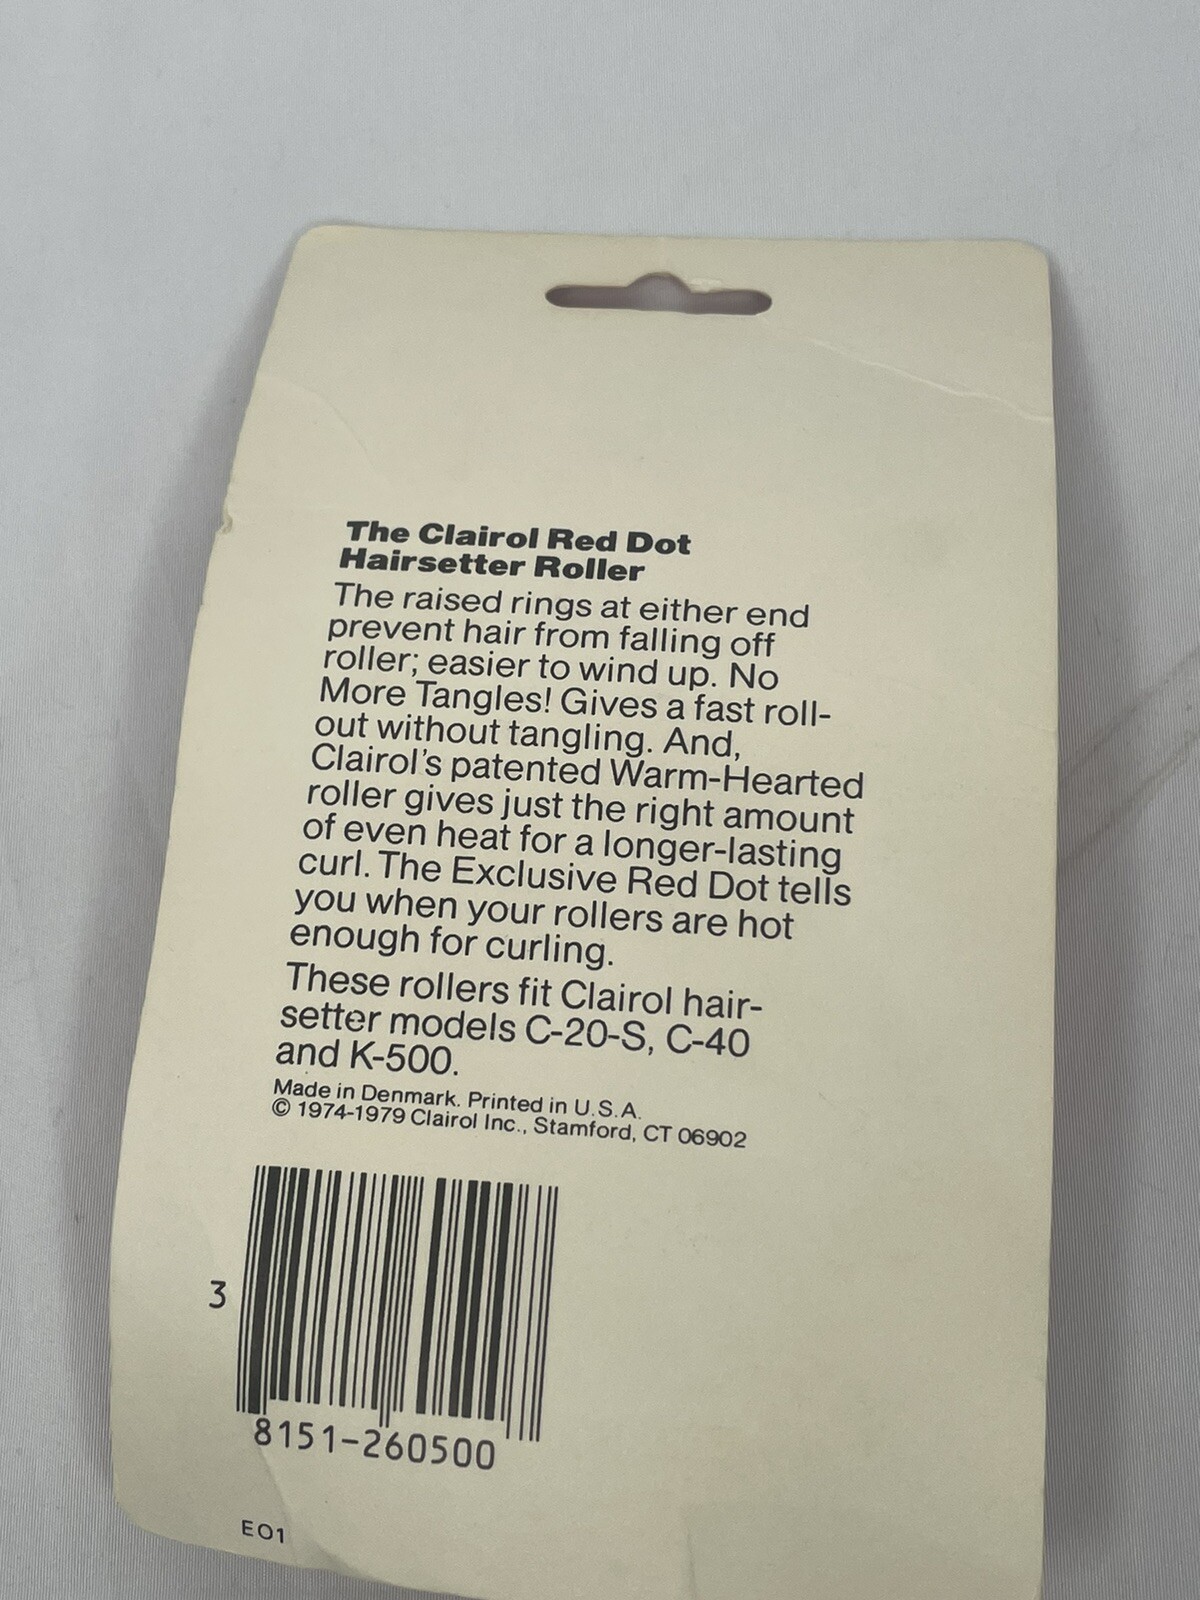 The Clairol Red Dot
Hairsetter Roller
The raised rings at either end
prevent hair from falling off
roller; easier to wind up. No
More Tangles! Gives a fast roll-
out without tangling. And,
Clairol's patented Warm-Hearted
roller gives just the right amount
of even heat for a longer-lasting
curl. The Exclusive Red Dot tells
you when your rollers are hot
enough for curling.
These rollers fit Clairol hair-
setter models C-20-S, C-40
and K-500.
Made in Denmark. Printed in U.S.A.
© 1974-1979 Clairol Inc., Stamford, CT 06902
3
8151-260500
E01